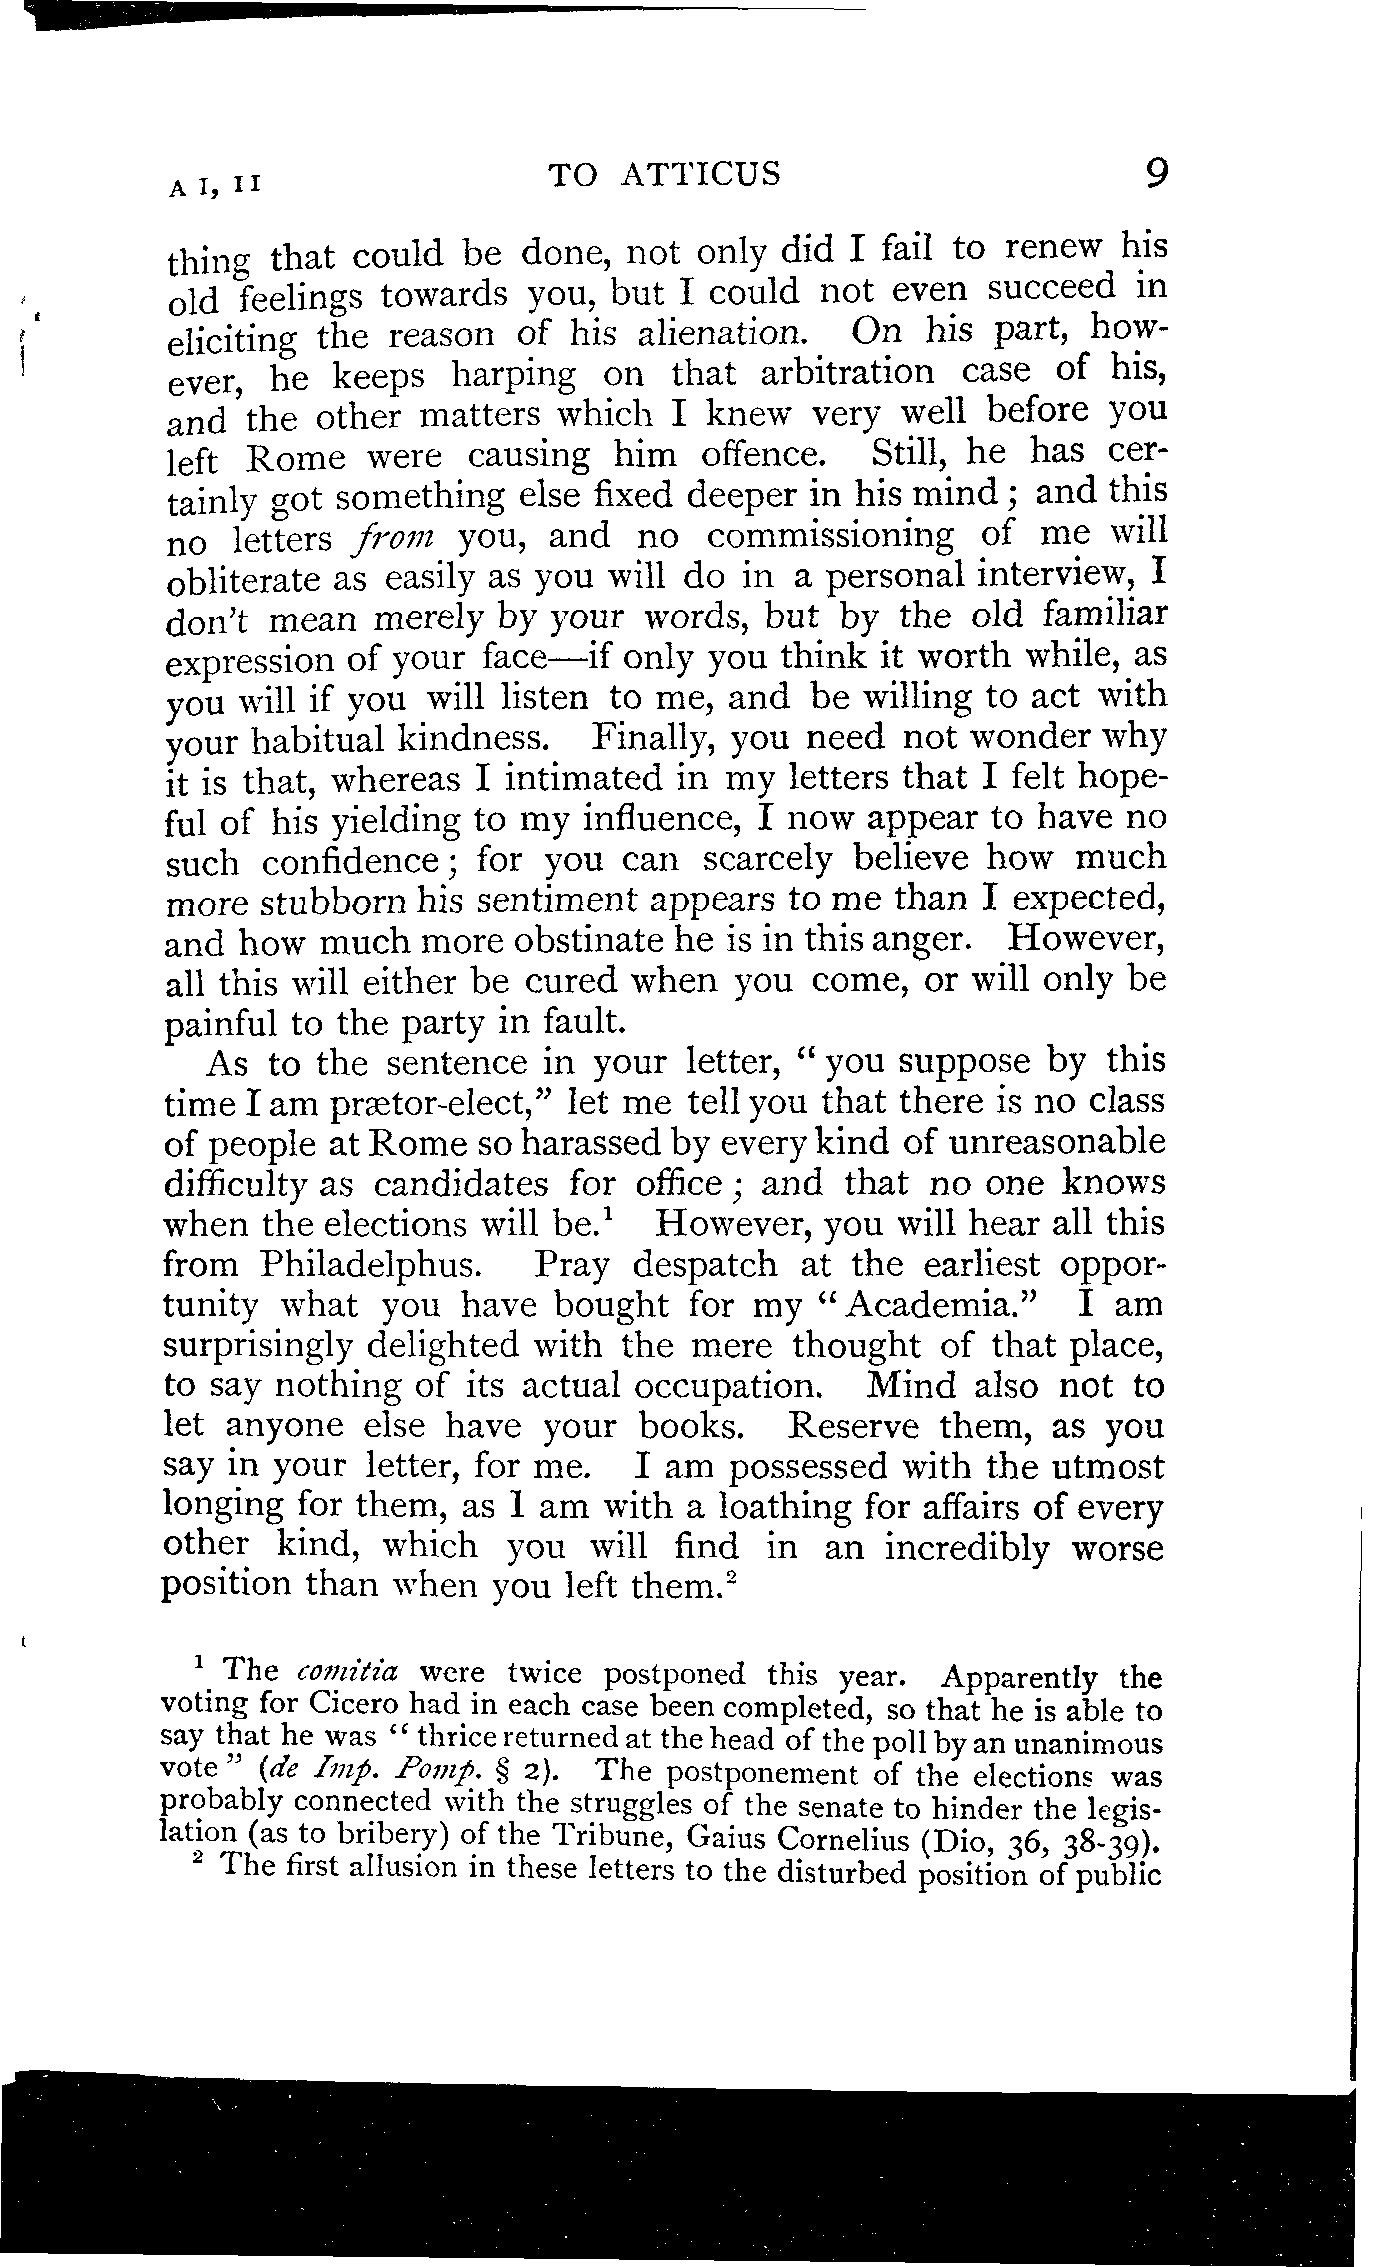 A I, II TO ATTICUS 9
thing that could be done, not only did I fail to renew his
old feelings towards you, but I could not even succeed in
eliciting the reason of his alienation. On his part, how-
ever, he keeps harping on that arbitration case of his,
and the other matters which I knew very well before you
left Rome were causing him offence. Still, he has cer-
tainly got something else fixed deeper in his mind; and this
no letters from you, and no commissioning of me will
obliterate as easily as you will do in a personal interview, I
don't mean merely by your words, but by the old familiar
expression of your face—if only you think it worth while, as
you will if you will listen to me, and be willing to act with
your habitual kindness. Finally, you need not wonder why
it is that, whereas I intimated in my letters that I felt hope-
ful of his yielding to my influence, I now appear to have no
such confidence; for you can scarcely believe how much
more stubborn his sentiment appears to me than I expected,
and how much more obstinate he is in this anger. However,
all this will either be cured when you come, or will only be
painful to the party in fault.
As to the sentence in your letter, "you suppose by this
time I am prætor-elect," let me tell you that there is no class
of people at Rome so harassed by every kind of unreasonable
difficulty as candidates for office; and that no one knows
when the elections will be.¹ However, you will hear all this
from Philadelphus. Pray despatch at the earliest oppor-
tunity what you have bought for my "Academia." I am
surprisingly delighted with the mere thought of that place,
to say nothing of its actual occupation. Mind also not to
let anyone else have your books. Reserve them, as you
say in your letter, for me. I am possessed with the utmost
longing for them, as I am with a loathing for affairs of every
other kind, which you will find in an incredibly worse
position than when you left them.²
¹ The comitia were twice postponed this year. Apparently the
voting for Cicero had in each case been completed, so that he is able to
say that he was "thrice returned at the head of the poll by an unanimous
vote" (de Imp. Pomp. § 2). The postponement of the elections was
probably connected with the struggles of the senate to hinder the legis-
lation (as to bribery) of the Tribune, Gaius Cornelius (Dio, 36, 38-39).
² The first allusion in these letters to the disturbed position of public